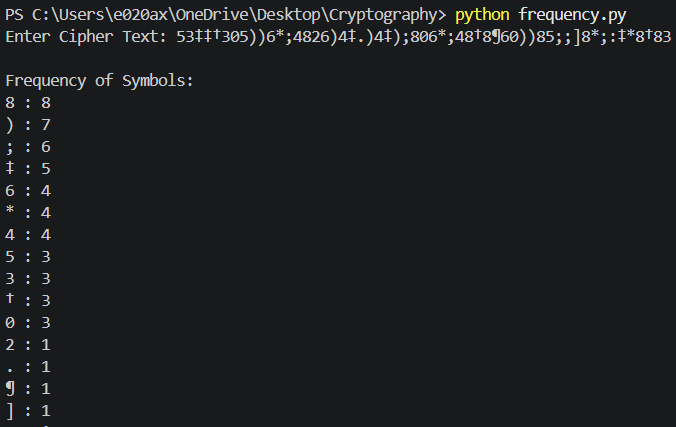 PS C:\Users\e020ax\OneDrive\Desktop\Cryptography> python frequency.py
Enter Cipher Text: 53‡‡†305))6*;4826)4‡.)4‡);806*;48†8¶60))85;;]8*;:‡*8†83
Frequency of Symbols:
8 : 8
) : 7
; : 6
‡ : 5
6 : 4
* : 4
4 : 4
5 : 3
3 : 3
† : 3
0 : 3
2 : 1
. : 1
¶ : 1
] : 1